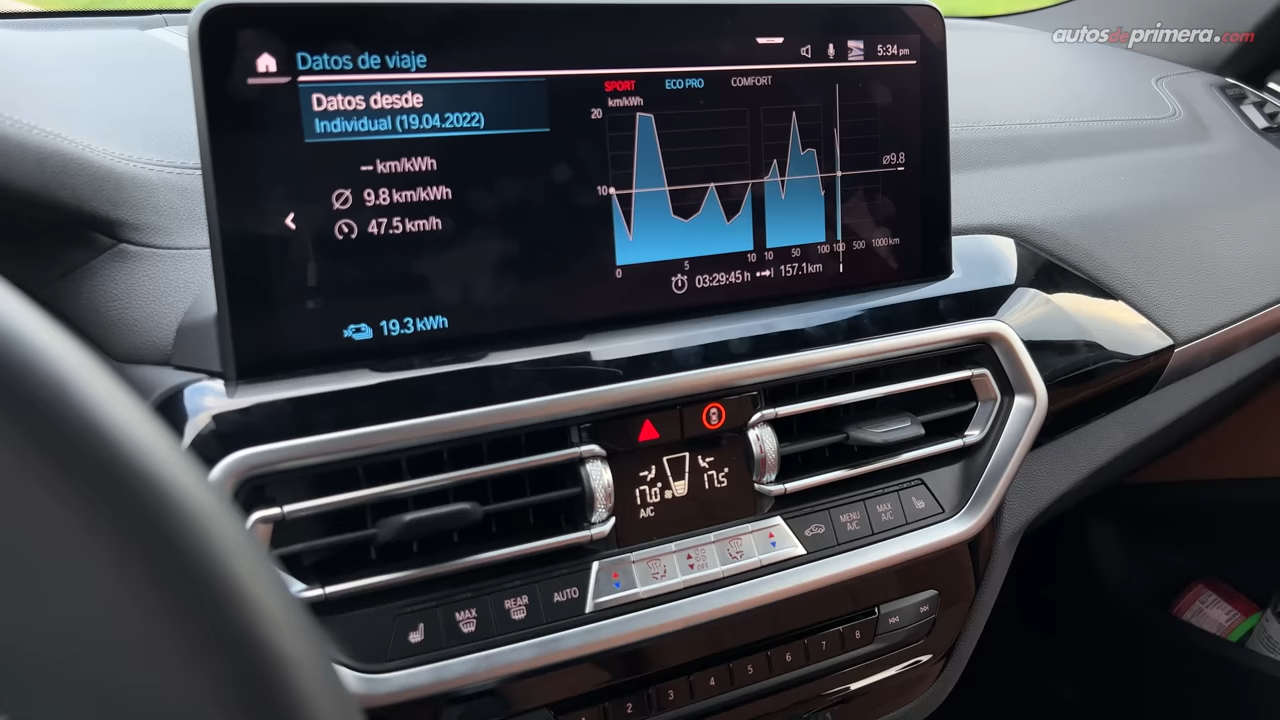 autosdeprimera.com
Datos de viaje
5:34 pm
Datos desde
Individual (19.04.2022)
-- km/kWh
Ø 9.8 km/kWh
47.5 km/h
19.3 kWh
SPORT ECO PRO COMFORT
km/kWh
20
10
Ø9.8
0 5 10 10 50 100 100 500 1000 km
03:29:45 h 157.1 km
17.0 17.5
A/C
MAX REAR AUTO
OFF
MENU A/C
MAX A/C
1 2 3 4 5 6 7 8